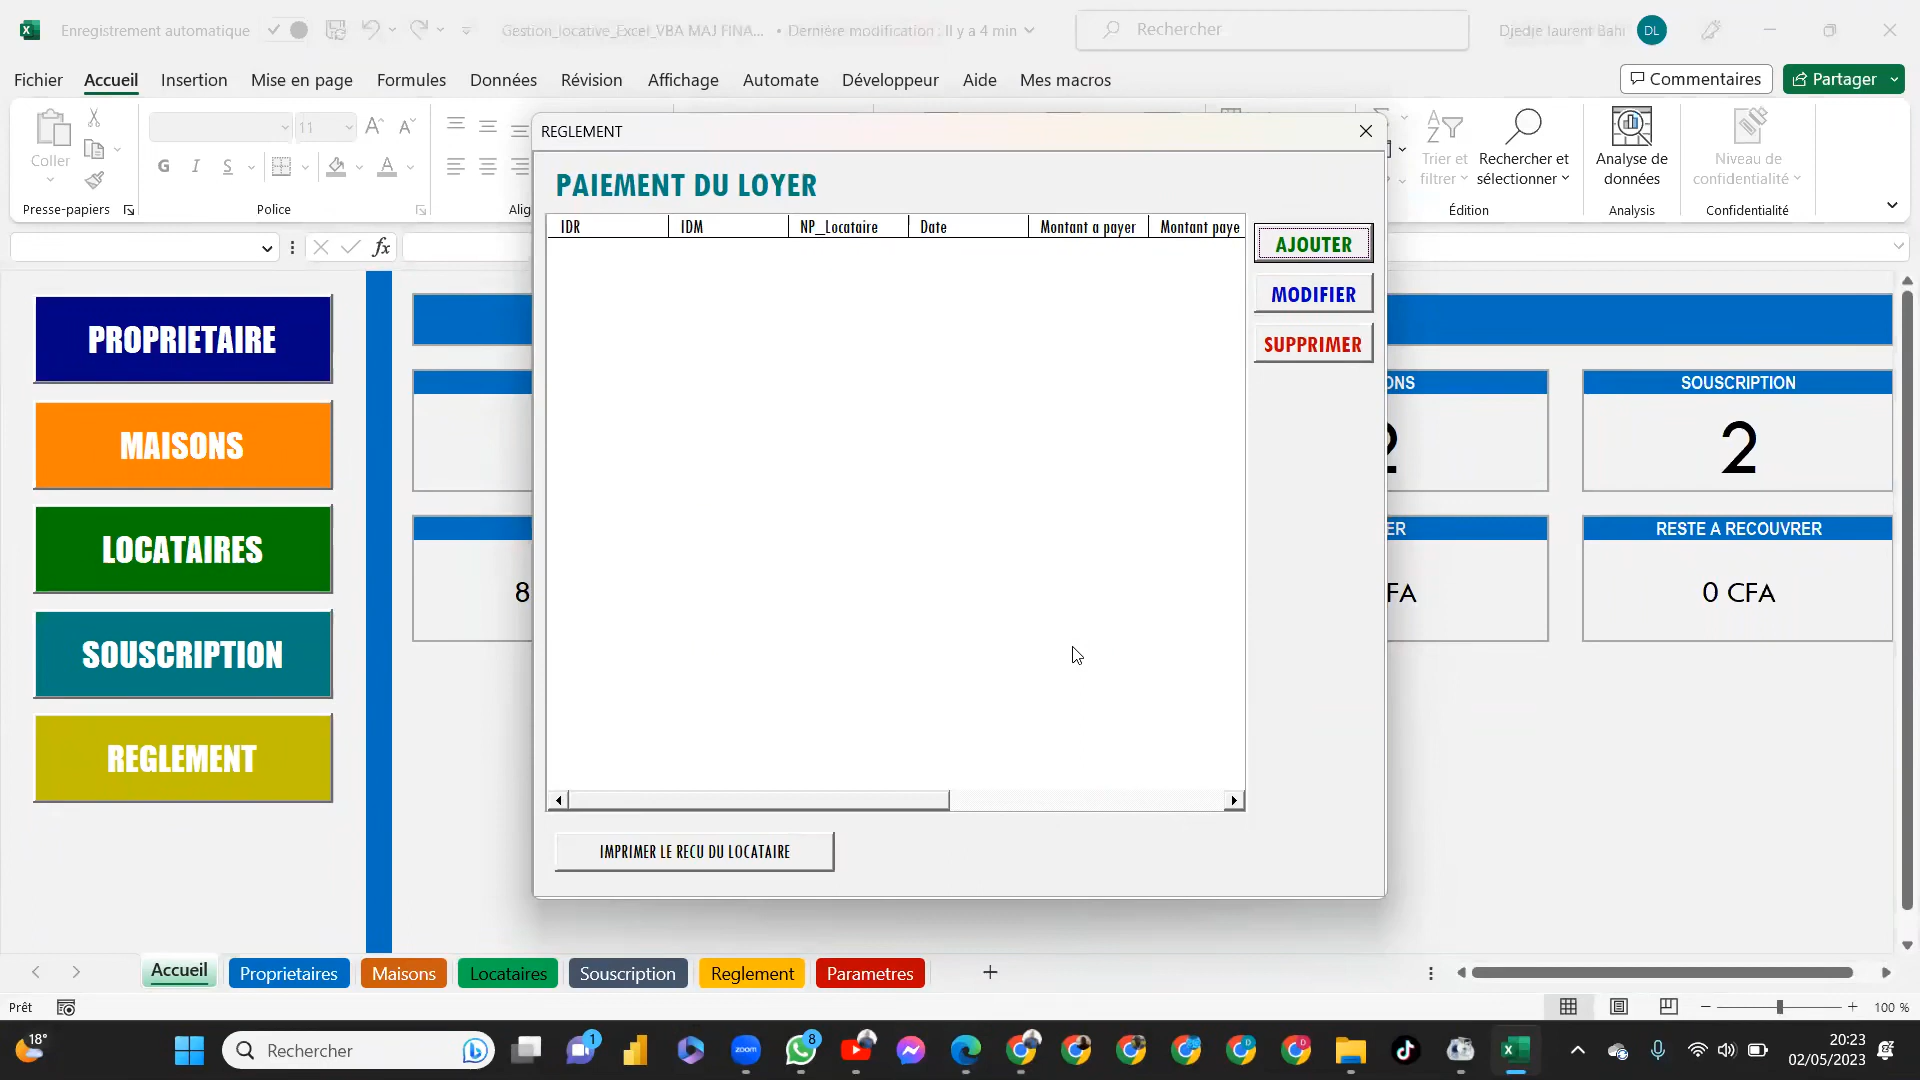 Enregistrement automatique
Gestion_locative_Excel_VBA MAJ FINA... • Dernière modification : Il y a 4 min
Rechercher
Djedje laurent Bahi
DL
Fichier Accueil Insertion Mise en page Formules Données Révision Affichage Automate Développeur Aide Mes macros
Commentaires
Partager
Coller
11
G I S
Presse-papiers
Police
Alig
Trier et filtrer
Rechercher et sélectionner
Édition
Analyse de données
Analysis
Niveau de confidentialité
Confidentialité
fx
PROPRIETAIRE
MAISONS
LOCATAIRES
SOUSCRIPTION
REGLEMENT
REGLEMENT
PAIEMENT DU LOYER
IDR IDM NP_Locataire Date Montant a payer Montant paye
AJOUTER
MODIFIER
SUPPRIMER
IMPRIMER LE RECU DU LOCATAIRE
ONS
2
SOUSCRIPTION
2
8
ER
FA
RESTE A RECOUVRER
0 CFA
Accueil Proprietaires Maisons Locataires Souscription Reglement Parametres
Prêt
100 %
18°
Rechercher
1
zoom
8
20:23
02/05/2023